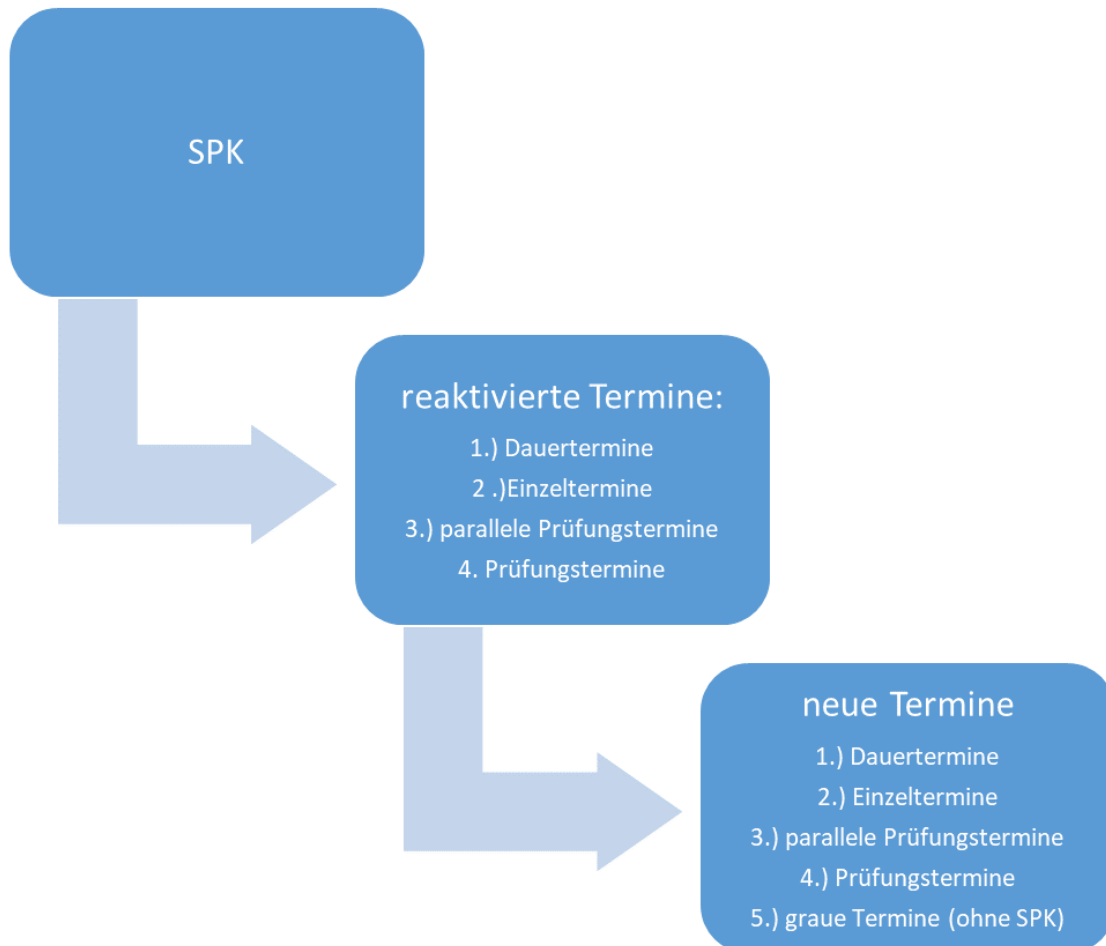 SPK
reaktivierte Termine:
1.) Dauertermine
2 .)Einzeltermine
3.) parallele Prüfungstermine
4. Prüfungstermine
neue Termine
1.) Dauertermine
2.) Einzeltermine
3.) parallele Prüfungstermine
4.) Prüfungstermine
5.) graue Termine (ohne SPK)